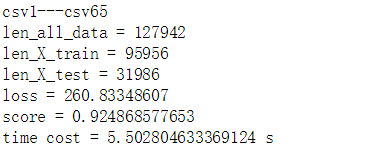 csv1---csv65
len_all_data = 127942
len_X_train = 95956
len_X_test = 31986
loss = 260.83348607
score = 0.924868577653
time cost = 5.502804633369124 s